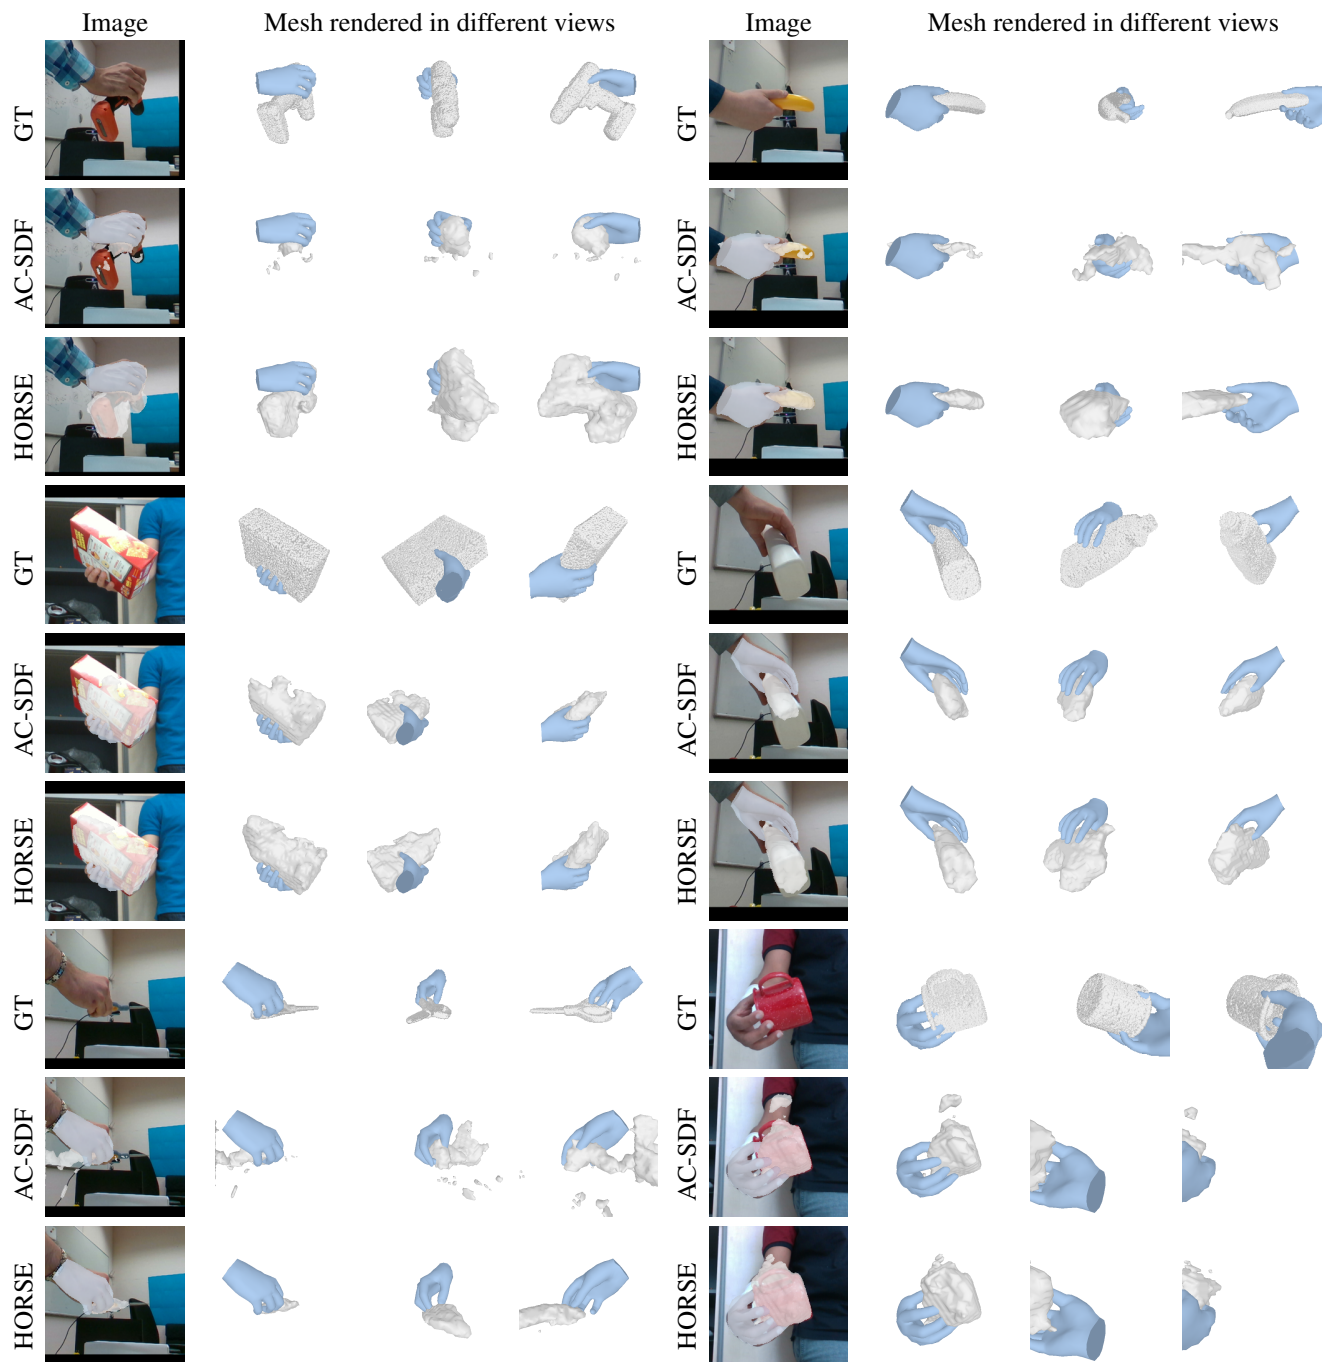 Image Mesh rendered in different views Image Mesh rendered in different views
GT GT
AC-SDF AC-SDF
HORSE HORSE
GT GT
AC-SDF AC-SDF
HORSE HORSE
GT GT
AC-SDF AC-SDF
HORSE HORSE